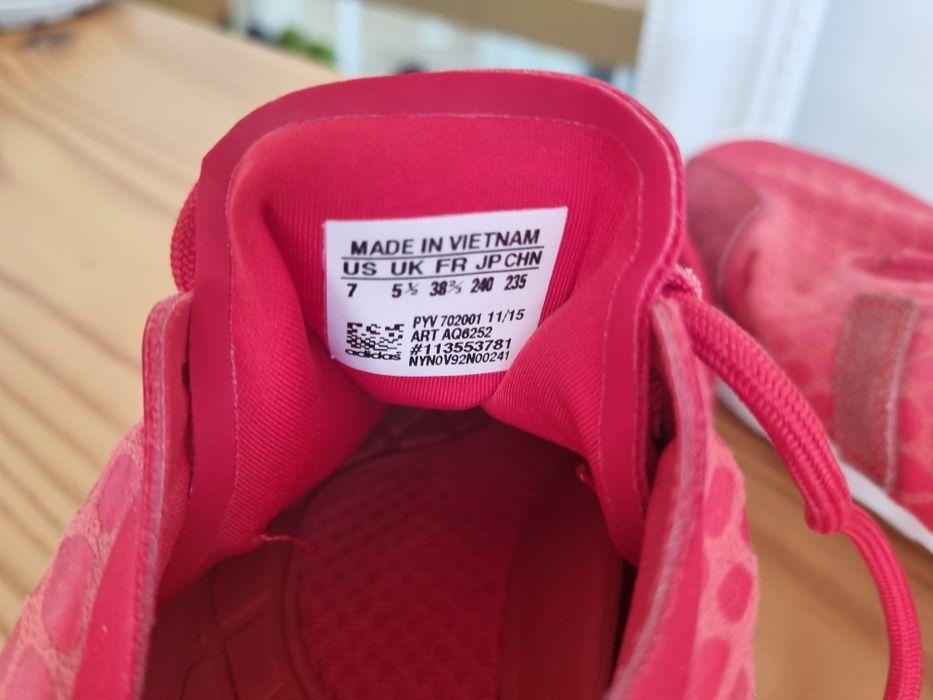 MADE IN VIETNAM
US UK FR JP CHN
7 5½ 38⅔ 240 235
PYV 702001 11/15
ART AQ6252
#113553781
adidas
NYN0V92N00241